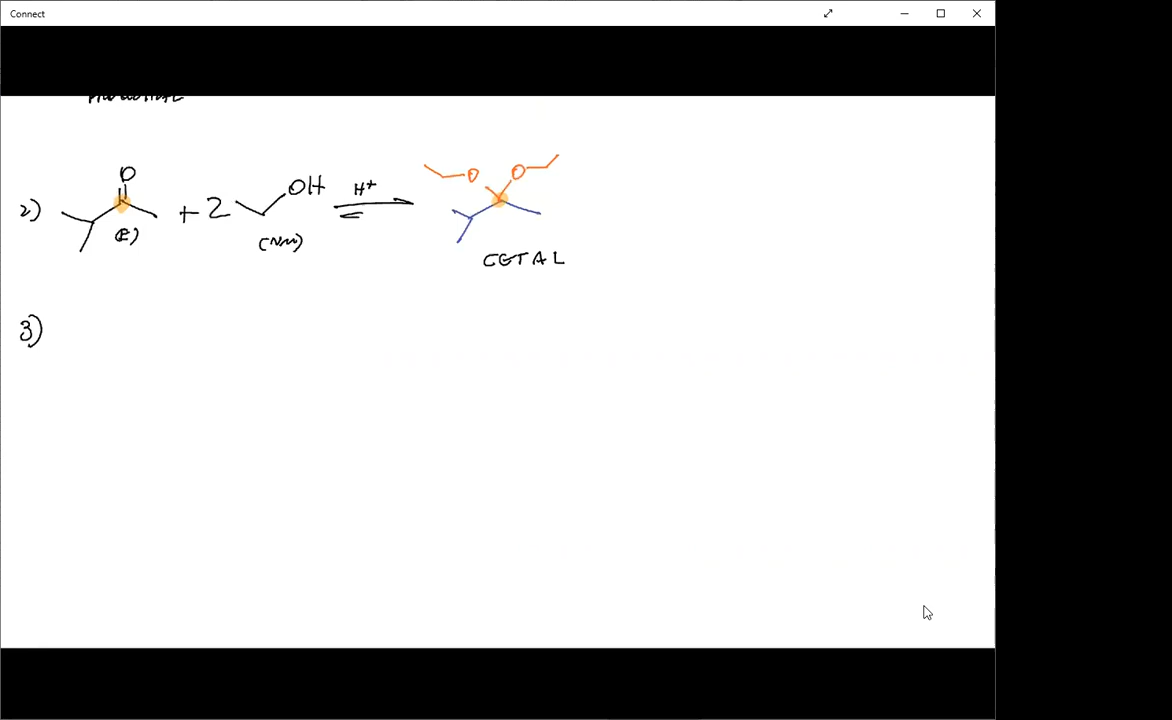 Connect
2) O + 2 OH H+ O O
(E) (Nu)
CETAL
3)